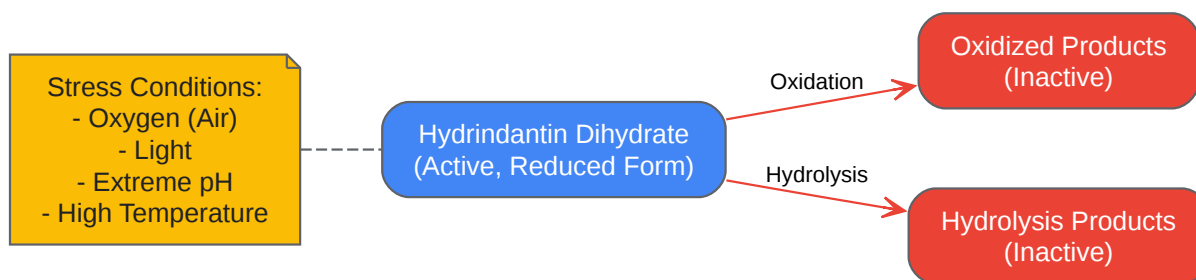 Stress Conditions:
- Oxygen (Air)
- Light
- Extreme pH
- High Temperature
Hydrindantin Dihydrate
(Active, Reduced Form)
Oxidation
Hydrolysis
Oxidized Products
(Inactive)
Hydrolysis Products
(Inactive)